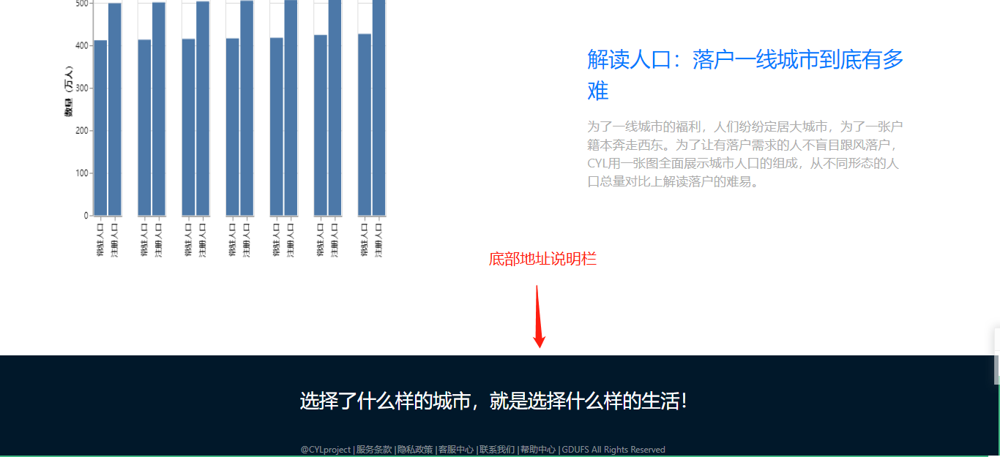 500
400
300
200
100
0
数量（万人）
常驻人口 注册人口 常驻人口 注册人口 常驻人口 注册人口 常驻人口 注册人口 常驻人口 注册人口 常驻人口 注册人口 常驻人口 注册人口
解读人口：落户一线城市到底有多
难
为了一线城市的福利，人们纷纷定居大城市，为了一张户
籍本奔走西东。为了让有落户需求的人不盲目跟风落户，
CYL用一张图全面展示城市人口的组成，从不同形态的人
口总量对比上解读落户的难易。
底部地址说明栏
选择了什么样的城市，就是选择什么样的生活！
@CYLproject |服务条款 |隐私政策 |客服中心 |联系我们 |帮助中心 | GDUFS All Rights Reserved